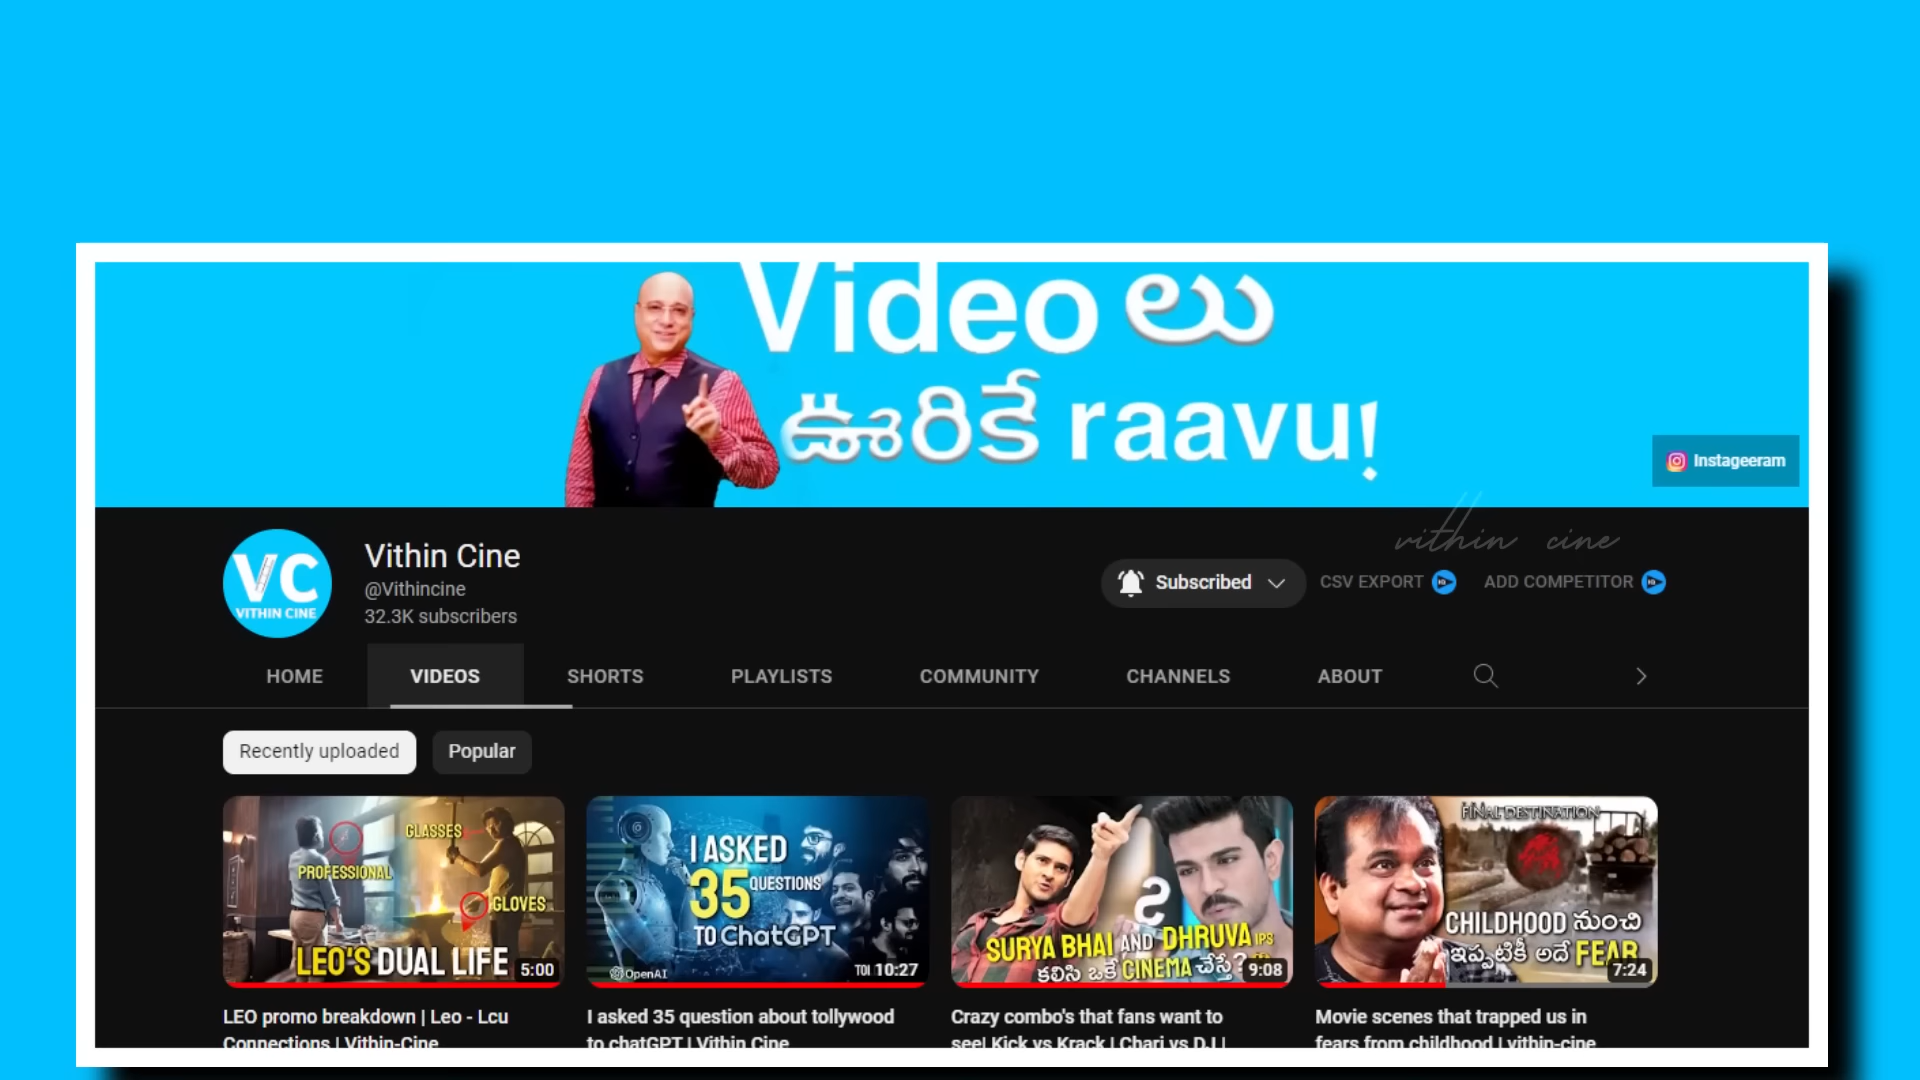 Videoలు
ఊరికే raavu!
Instageeram
vithin cine
VC
VITHIN CINE
Vithin Cine
@Vithincine
32.3K subscribers
Subscribed
CSV EXPORT
ADD COMPETITOR
HOME
VIDEOS
SHORTS
PLAYLISTS
COMMUNITY
CHANNELS
ABOUT
Recently uploaded
Popular
GLASSES
PROFESSIONAL
GLOVES
LEO'S DUAL LIFE
5:00
I ASKED
35 QUESTIONS
TO ChatGPT
OpenAI
10:27
SURYA BHAI AND DHRUVA IPS
కలిసి ఒకే CINEMA చేస్తే?
9:08
FINAL DESTINATION
CHILDHOOD నుంచి
ఇప్పటికీ అదే FEAR
7:24
LEO promo breakdown | Leo - Lcu
Connections | Vithin-Cine
I asked 35 question about tollywood
to chatGPT | Vithin Cine
Crazy combo's that fans want to
see| Kick vs Krack | Chari vs DJ |
Movie scenes that trapped us in
fears from childhood | vithin-cine